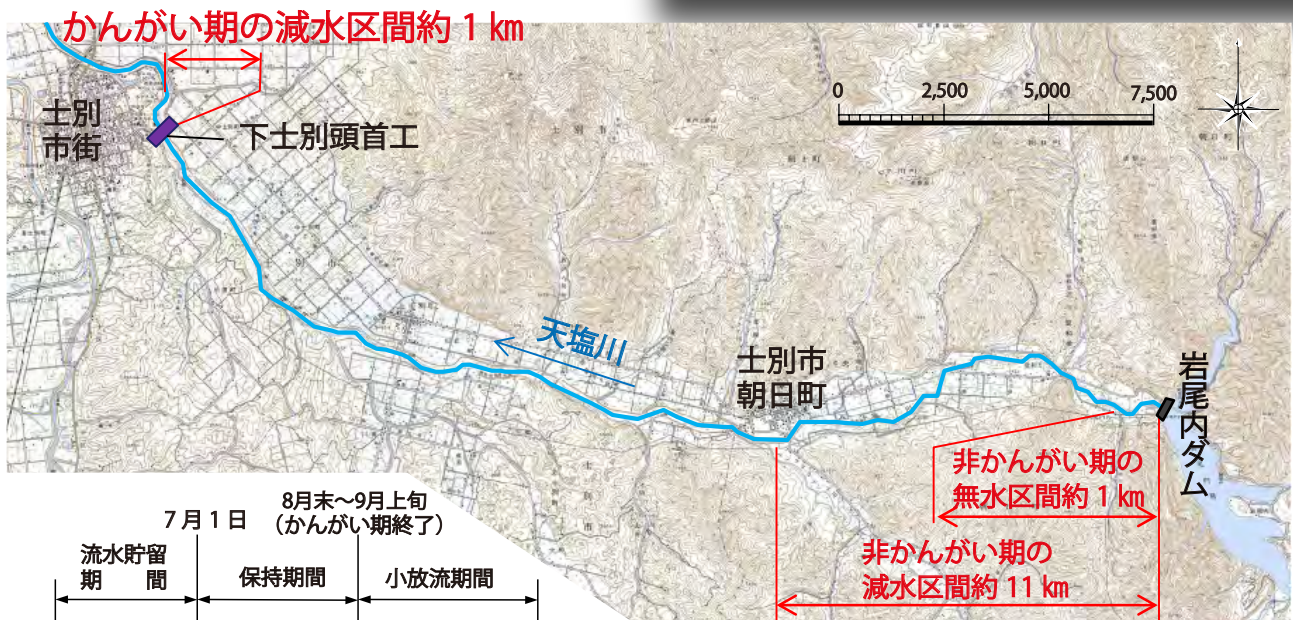 かんがい期の減水区間約 1 ㎞
士別
市街
下士別頭首工
0 2,500 5,000 7,500
天塩川
士別市
朝日町
岩尾内ダム
非かんがい期の
無水区間約 1 ㎞
非かんがい期の
減水区間約 11 ㎞
7 月 1 日
8月末～9月上旬
（かんがい期終了）
流水貯留
期 間
保持期間
小放流期間